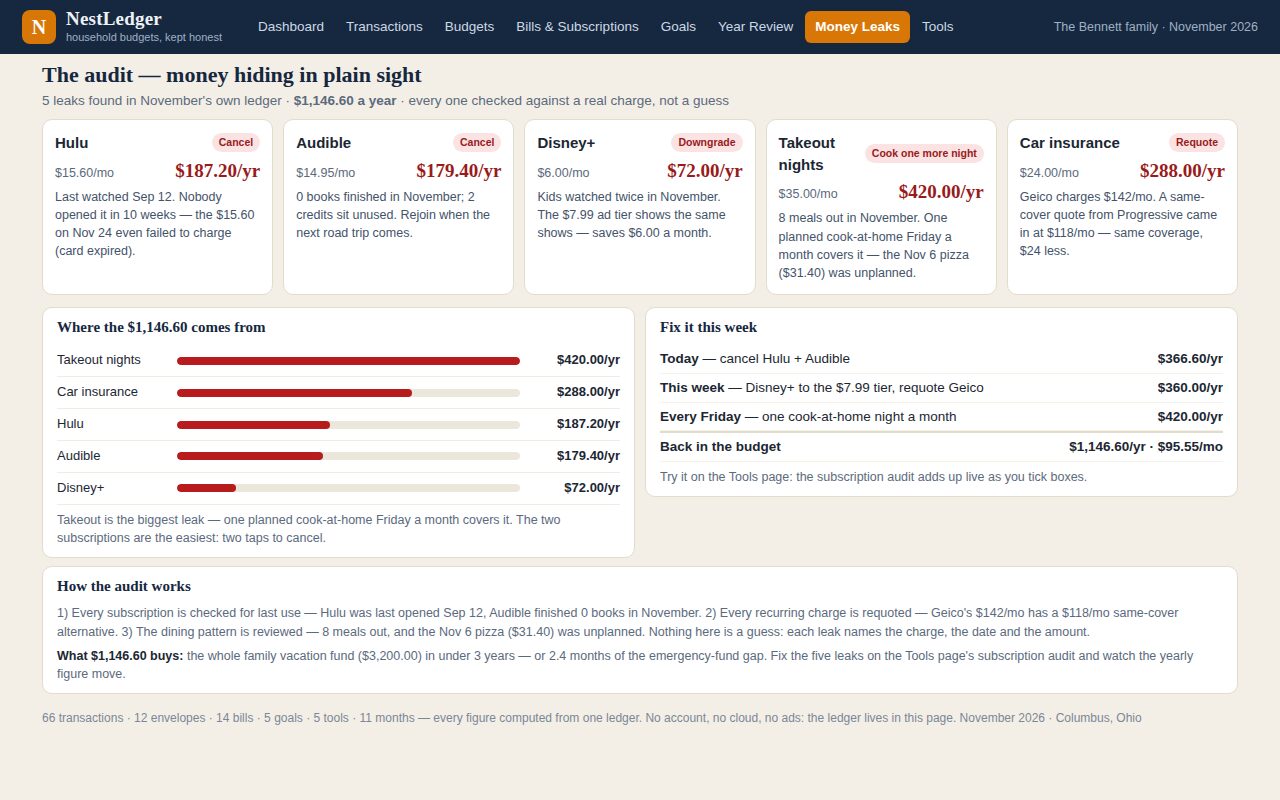 N
NestLedger
household budgets, kept honest
Dashboard
Transactions
Budgets
Bills & Subscriptions
Goals
Year Review
Money Leaks
Tools
The Bennett family · November 2026
The audit — money hiding in plain sight
5 leaks found in November's own ledger · $1,146.60 a year · every one checked against a real charge, not a guess
Hulu
Cancel
$15.60/mo
$187.20/yr
Last watched Sep 12. Nobody
opened it in 10 weeks — the $15.60
on Nov 24 even failed to charge
(card expired).
Audible
Cancel
$14.95/mo
$179.40/yr
0 books finished in November; 2
credits sit unused. Rejoin when the
next road trip comes.
Disney+
Downgrade
$6.00/mo
$72.00/yr
Kids watched twice in November.
The $7.99 ad tier shows the same
shows — saves $6.00 a month.
Takeout
nights
Cook one more night
$35.00/mo
$420.00/yr
8 meals out in November. One
planned cook-at-home Friday a
month covers it — the Nov 6 pizza
($31.40) was unplanned.
Car insurance
Requote
$24.00/mo
$288.00/yr
Geico charges $142/mo. A same-
cover quote from Progressive came
in at $118/mo — same coverage,
$24 less.
Where the $1,146.60 comes from
Takeout nights $420.00/yr
Car insurance $288.00/yr
Hulu $187.20/yr
Audible $179.40/yr
Disney+ $72.00/yr
Takeout is the biggest leak — one planned cook-at-home Friday a month covers it. The two
subscriptions are the easiest: two taps to cancel.
Fix it this week
Today — cancel Hulu + Audible $366.60/yr
This week — Disney+ to the $7.99 tier, requote Geico $360.00/yr
Every Friday — one cook-at-home night a month $420.00/yr
Back in the budget $1,146.60/yr · $95.55/mo
Try it on the Tools page: the subscription audit adds up live as you tick boxes.
How the audit works
1) Every subscription is checked for last use — Hulu was last opened Sep 12, Audible finished 0 books in November. 2) Every recurring charge is requoted — Geico's $142/mo has a $118/mo same-cover
alternative. 3) The dining pattern is reviewed — 8 meals out, and the Nov 6 pizza ($31.40) was unplanned. Nothing here is a guess: each leak names the charge, the date and the amount.
What $1,146.60 buys: the whole family vacation fund ($3,200.00) in under 3 years — or 2.4 months of the emergency-fund gap. Fix the five leaks on the Tools page's subscription audit and watch the yearly
figure move.
66 transactions · 12 envelopes · 14 bills · 5 goals · 5 tools · 11 months — every figure computed from one ledger. No account, no cloud, no ads: the ledger lives in this page. November 2026 · Columbus, Ohio